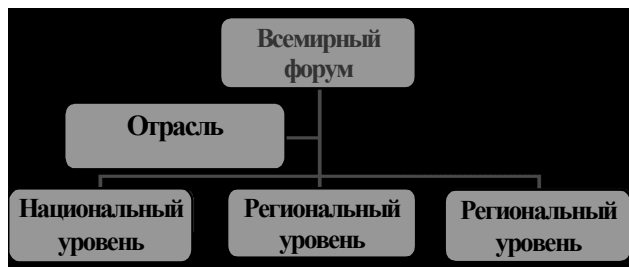 Всемирный
форум
Отрасль
Национальный
уровень
Региональный
уровень
Региональный
уровень